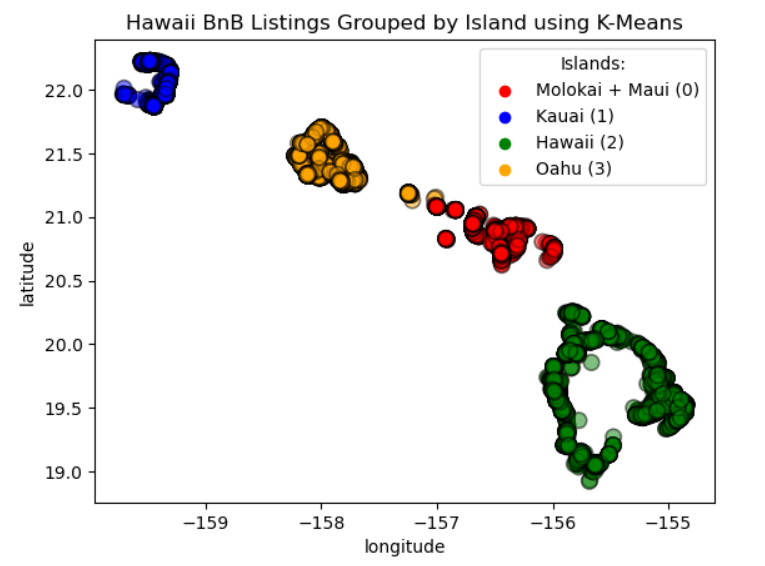 Hawaii BnB Listings Grouped by Island using K-Means
Islands:
Molokai + Maui (0)
Kauai (1)
Hawaii (2)
Oahu (3)
latitude
22.0
21.5
21.0
20.5
20.0
19.5
19.0
−159
−158
−157
−156
−155
longitude